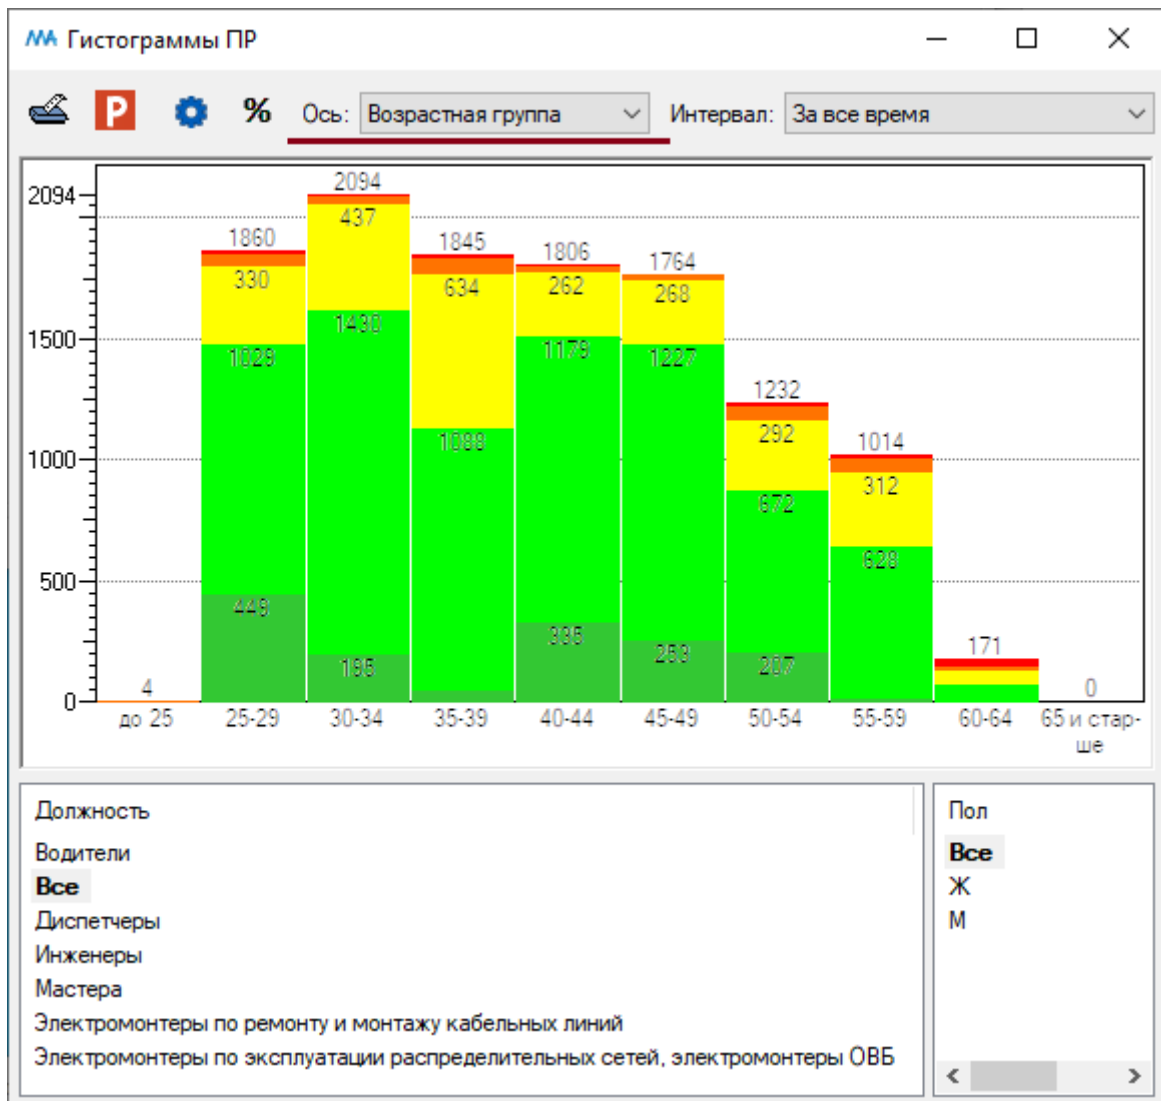 Гистограммы ПР
% Ось: Возрастная группа Интервал: За все время
2094
1500
1000
500
0
4
1860
330
1029
449
2094
437
1430
195
1845
634
1088
1806
262
1179
335
1764
268
1227
253
1232
292
672
207
1014
312
628
171
0
до 25 25-29 30-34 35-39 40-44 45-49 50-54 55-59 60-64 65 и стар-
ше
Должность
Водители
Все
Диспетчеры
Инженеры
Мастера
Электромонтеры по ремонту и монтажу кабельных линий
Электромонтеры по эксплуатации распределительных сетей, электромонтеры ОВБ
Пол
Все
Ж
М